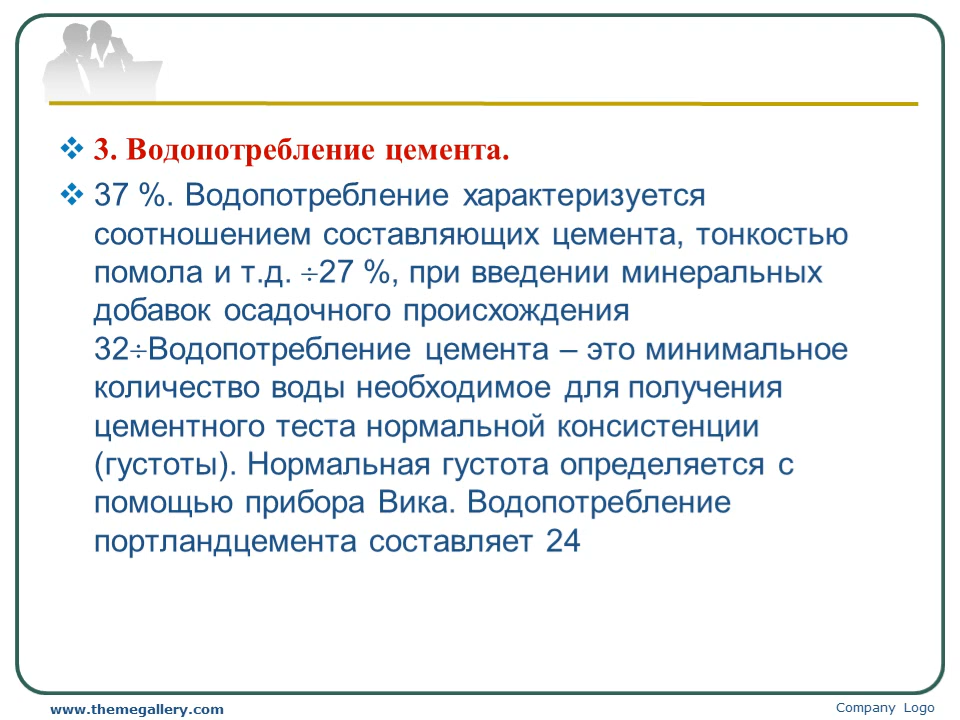 3. Водопотребление цемента.
37 %. Водопотребление характеризуется
соотношением составляющих цемента, тонкостью
помола и т.д. ÷27 %, при введении минеральных
добавок осадочного происхождения
32÷Водопотребление цемента – это минимальное
количество воды необходимое для получения
цементного теста нормальной консистенции
(густоты). Нормальная густота определяется с
помощью прибора Вика. Водопотребление
портландцемента составляет 24
www.themegallery.com
Company Logo